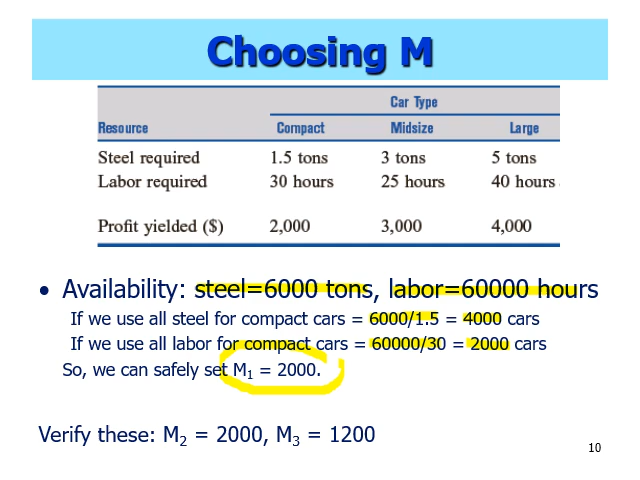 Choosing M
Car Type
Resource Compact Midsize Large
Steel required 1.5 tons 3 tons 5 tons
Labor required 30 hours 25 hours 40 hours
Profit yielded ($) 2,000 3,000 4,000
• Availability: steel=6000 tons, labor=60000 hours
If we use all steel for compact cars = 6000/1.5 = 4000 cars
If we use all labor for compact cars = 60000/30 = 2000 cars
So, we can safely set M₁ = 2000.
Verify these: M₂ = 2000, M₃ = 1200
10